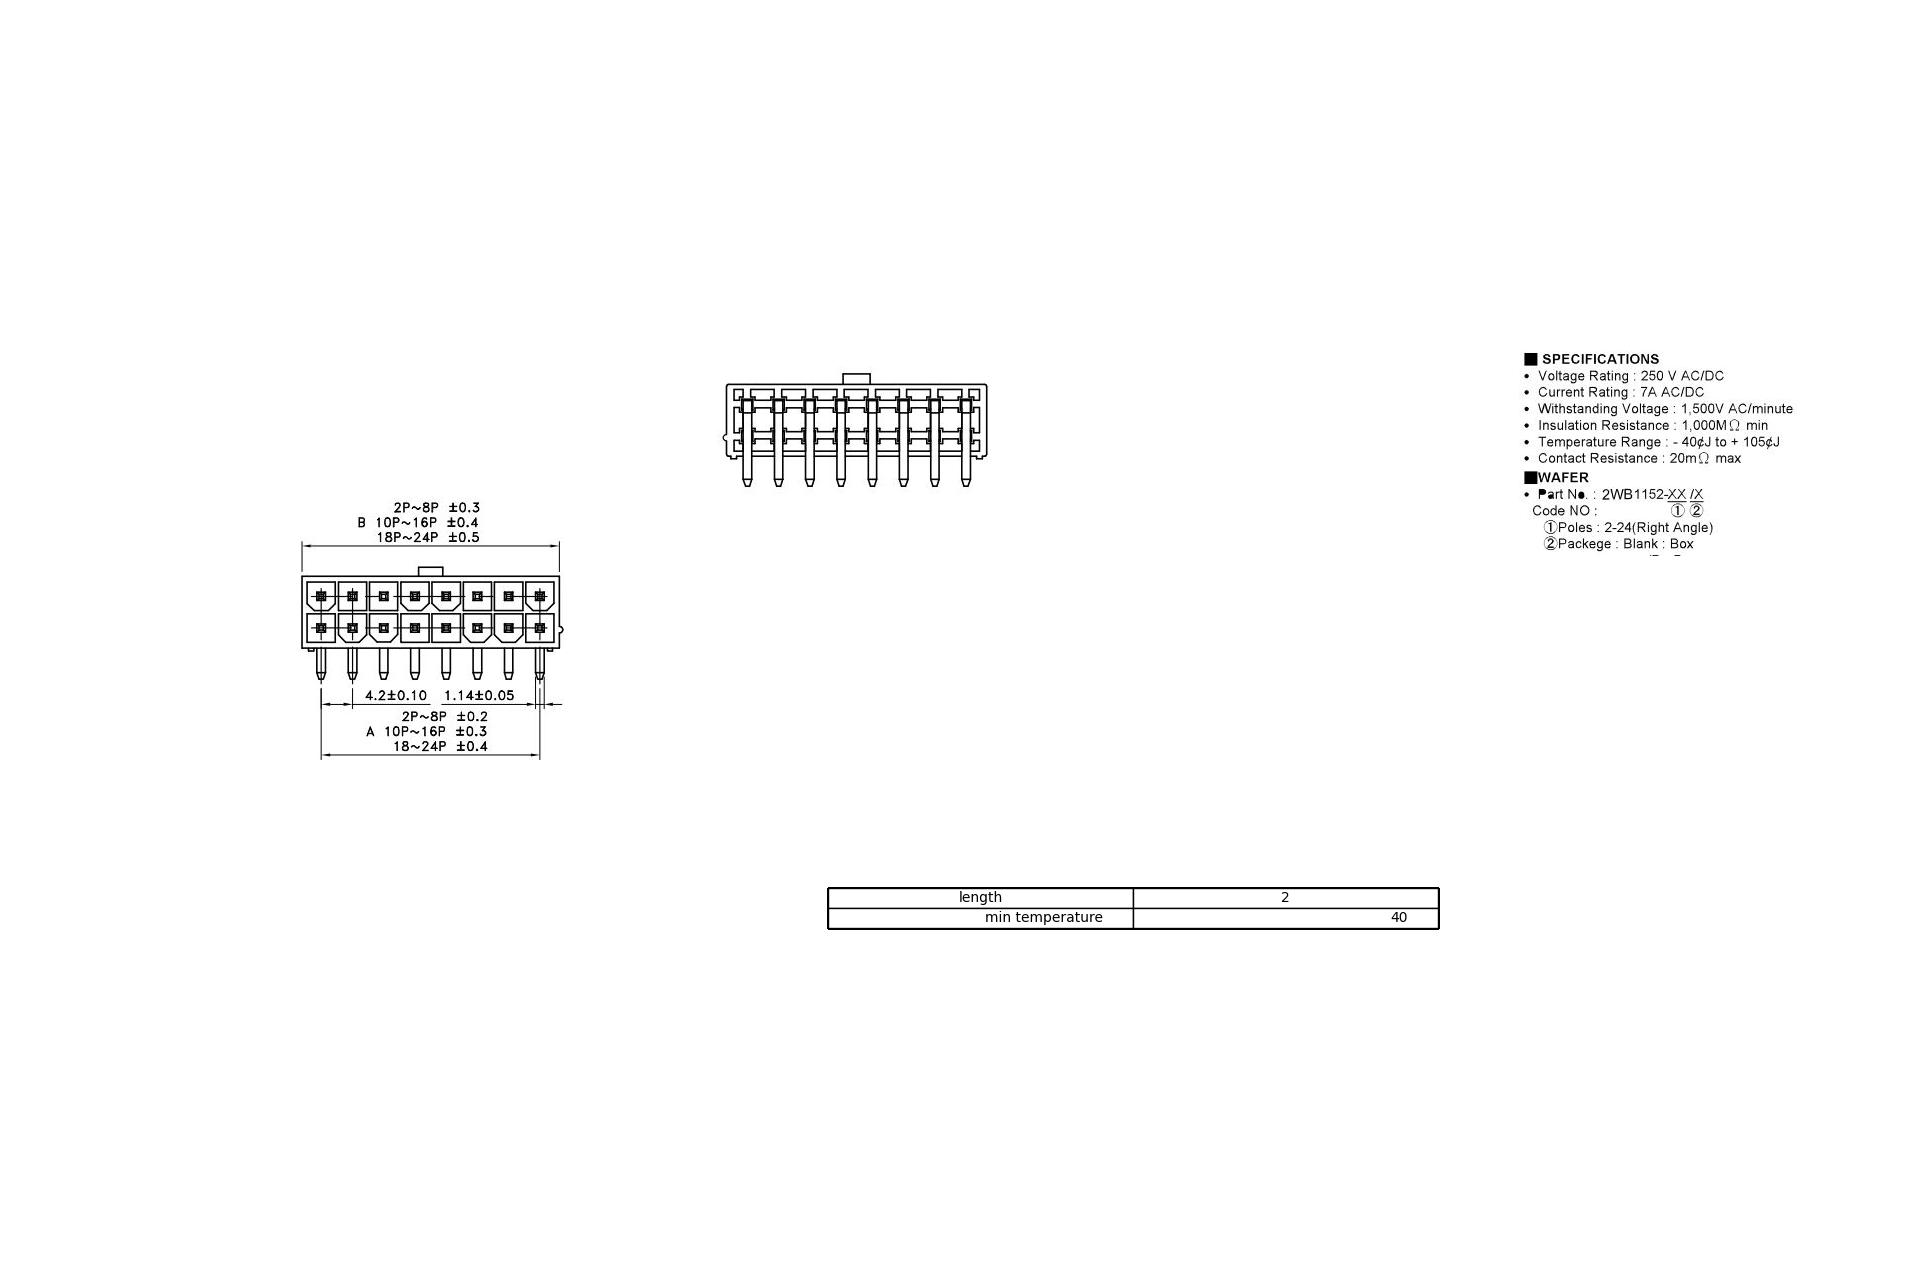 ■ SPECIFICATIONS
• Voltage Rating : 250 V AC/DC
• Current Rating : 7A AC/DC
• Withstanding Voltage : 1,500V AC/minute
• Insulation Resistance : 1,000MΩ min
• Temperature Range : - 40¢J to + 105¢J
• Contact Resistance : 20mΩ max
■WAFER
• Part No. : 2WB1152-XX /X
Code NO : ① ②
①Poles : 2-24(Right Angle)
②Packege : Blank : Box
2P~8P ±0.3
B 10P~16P ±0.4
18P~24P ±0.5
4.2±0.10 1.14±0.05
2P~8P ±0.2
A 10P~16P ±0.3
18~24P ±0.4
length 2
min temperature 40